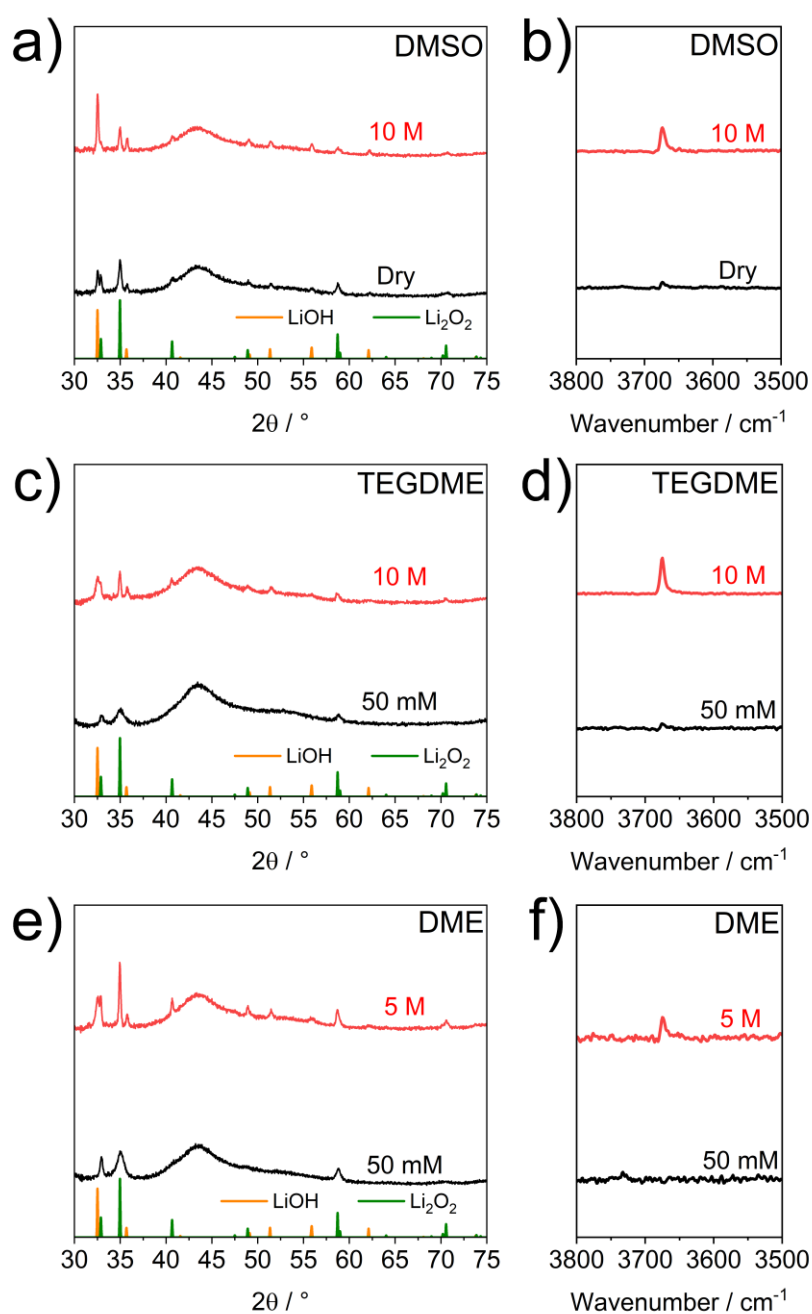 a)
DMSO
10 M
Dry
LiOH
Li₂O₂
30 35 40 45 50 55 60 65 70 75
2θ / °
b)
10 M
Dry
3800 3700 3600 3500
Wavenumber / cm⁻¹
c)
TEGDME
10 M
50 mM
LiOH
Li₂O₂
30 35 40 45 50 55 60 65 70 75
2θ / °
d)
TEGDME
10 M
50 mM
3800 3700 3600 3500
Wavenumber / cm⁻¹
e)
DME
5 M
50 mM
LiOH
Li₂O₂
30 35 40 45 50 55 60 65 70 75
2θ / °
f)
DME
5 M
50 mM
3800 3700 3600 3500
Wavenumber / cm⁻¹